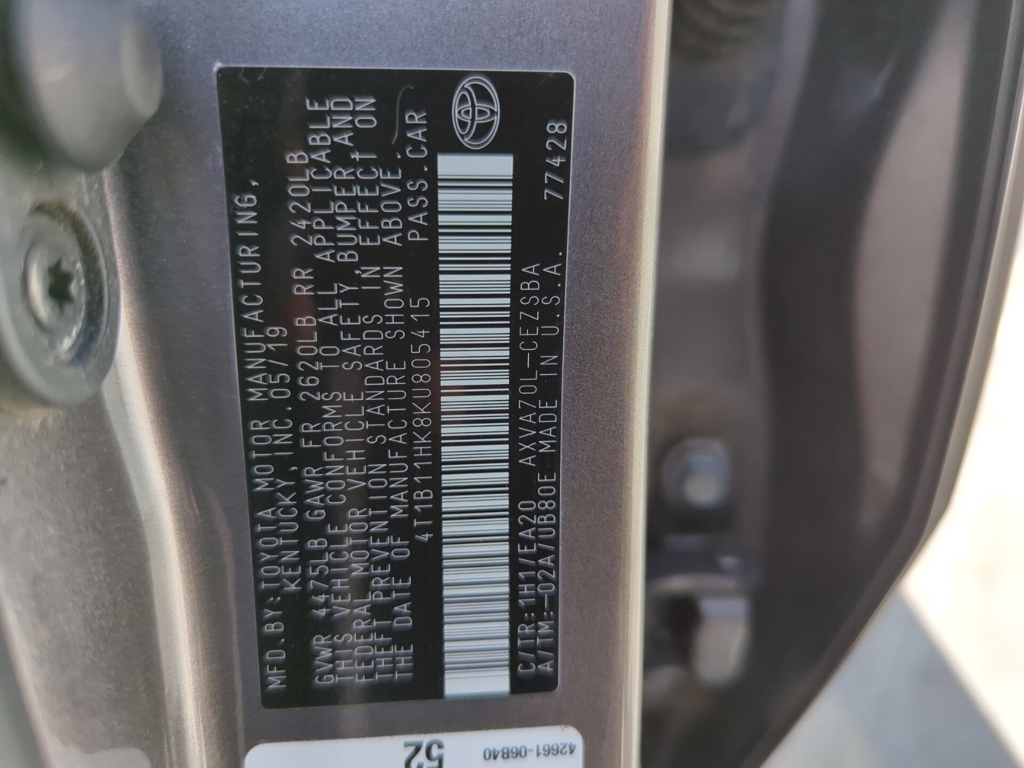 MFD.BY:TOYOTA MOTOR MANUFACTURING,
KENTUCKY,INC.05/19
GVWR 4475LB GAWR FR 2620LB RR 2420LB
THIS VEHICLE CONFORMS TO ALL APPLICABLE
FEDERAL MOTOR VEHICLE SAFETY,BUMPER,AND
THEFT PREVENTION STANDARDS IN EFFECT ON
THE DATE OF MANUFACTURE SHOWN ABOVE.
4T1B11HK8KU805415 PASS.CAR
C/TR:1H1/EA20 AXVA70L-CEZSBA
A/TM:-02A/UB80E MADE IN U.S.A. 77428
52
42661-06B40